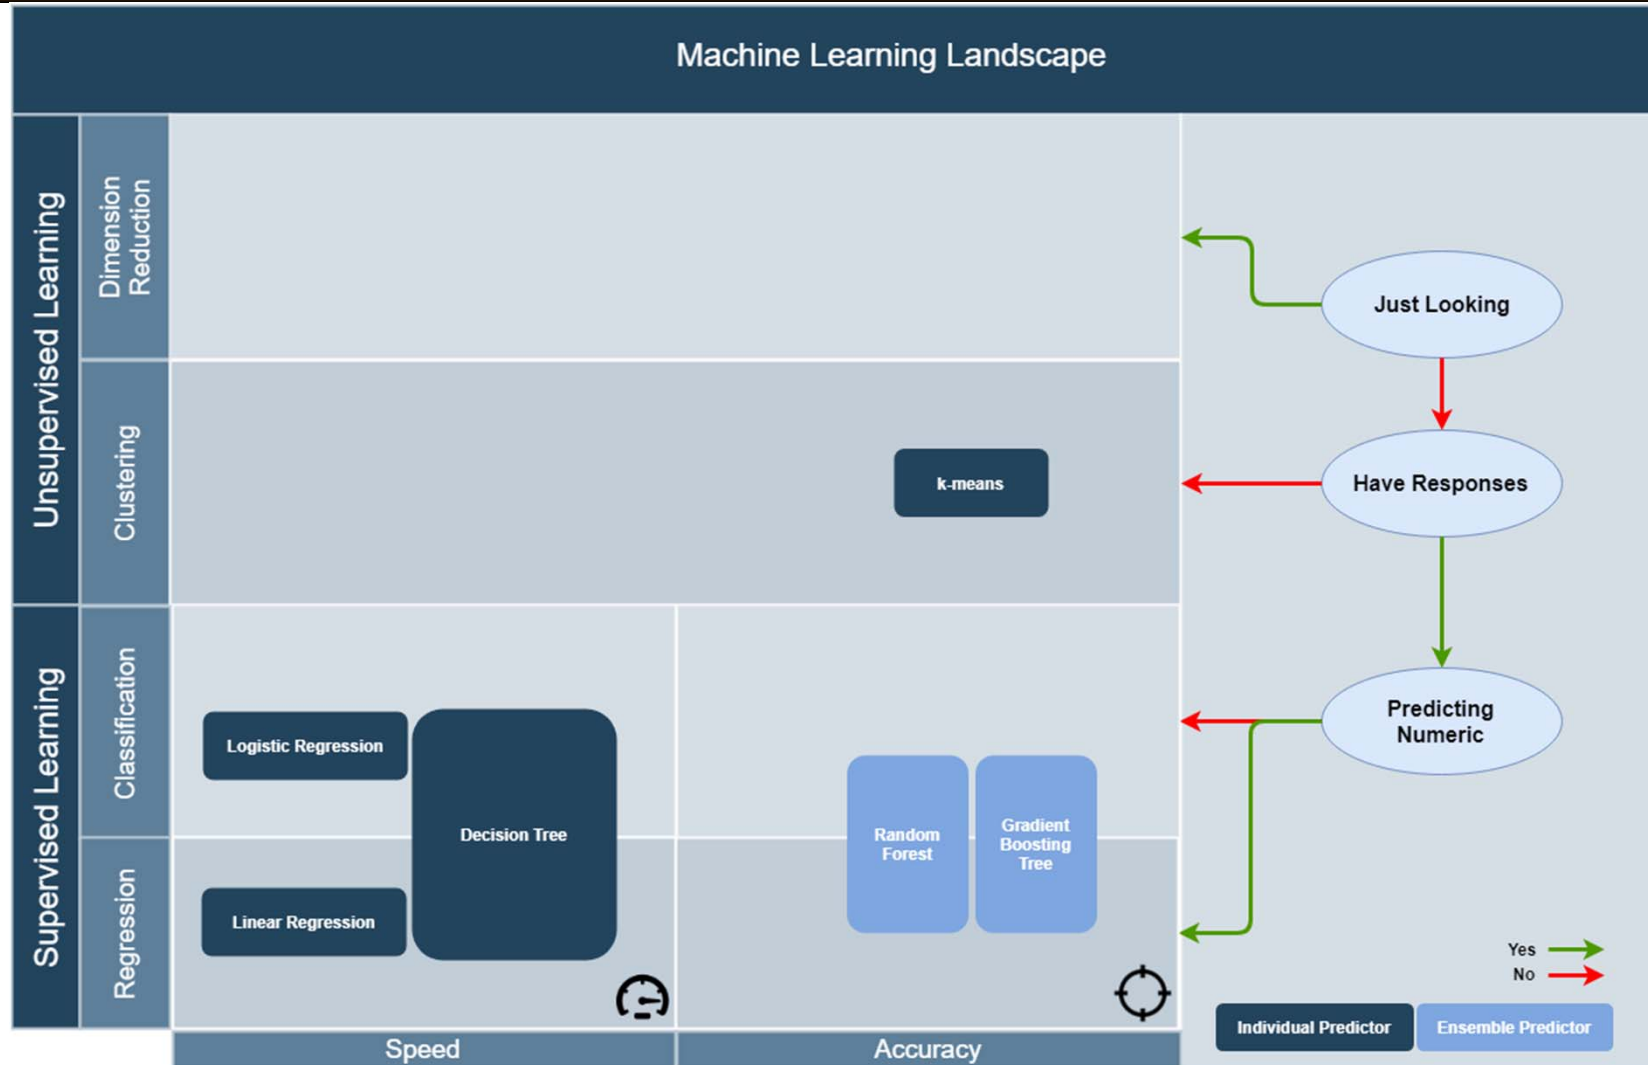 Machine Learning Landscape
Unsupervised Learning
Dimension
Reduction
Just Looking
Clustering
k-means
Have Responses
Supervised Learning
Classification
Logistic Regression
Decision Tree
Random
Forest
Gradient
Boosting
Tree
Predicting
Numeric
Regression
Linear Regression
Yes
No
Individual Predictor
Ensemble Predictor
Speed
Accuracy